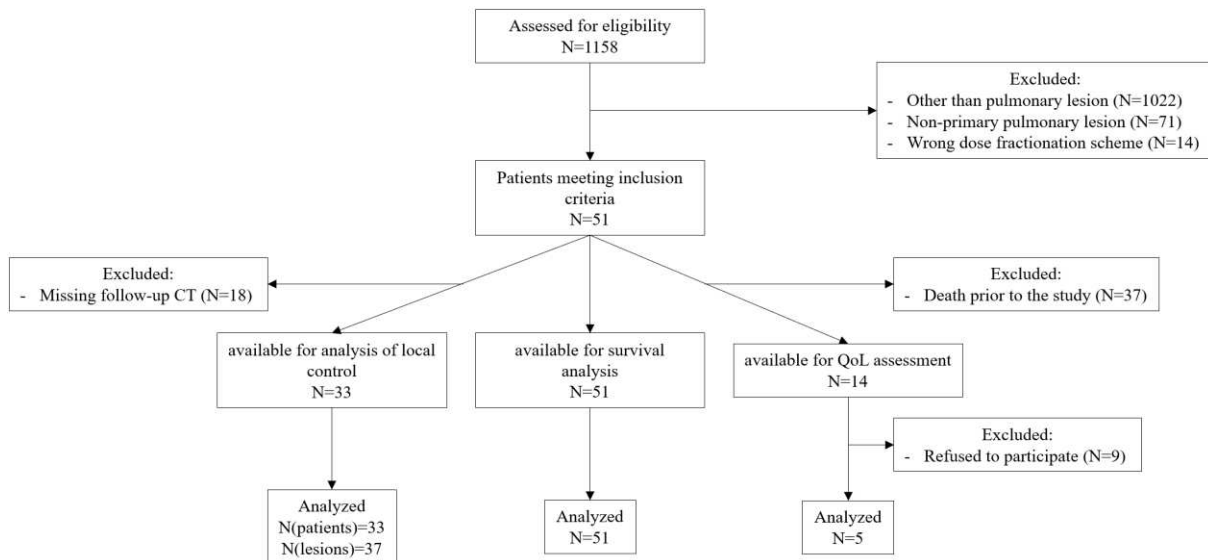 Assessed for eligibility
N=1158
Excluded:
- Other than pulmonary lesion (N=1022)
- Non-primary pulmonary lesion (N=71)
- Wrong dose fractionation scheme (N=14)
Patients meeting inclusion
criteria
N=51
Excluded:
- Missing follow-up CT (N=18)
Excluded:
- Death prior to the study (N=37)
available for analysis of local
control
N=33
available for survival
analysis
N=51
available for QoL assessment
N=14
Excluded:
- Refused to participate (N=9)
Analyzed
N(patients)=33
N(lesions)=37
Analyzed
N=51
Analyzed
N=5